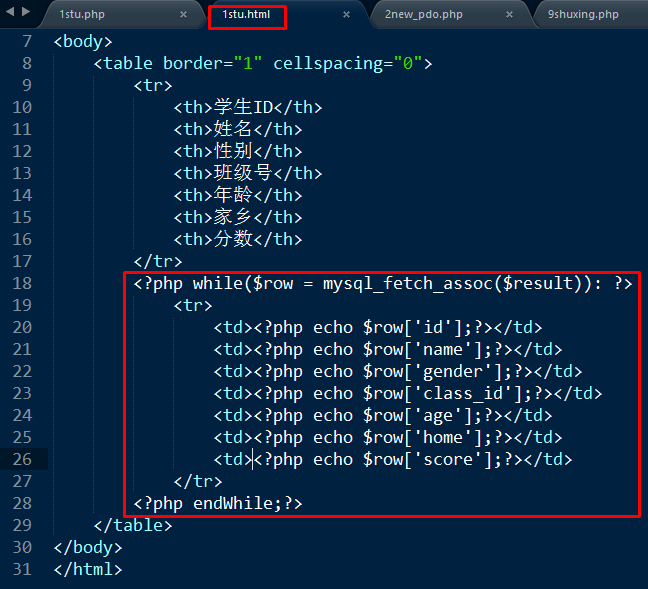 1stu.php × 1stu.html × 2new_pdo.php × 9shuxing.php
7 <body>
8 <table border="1" cellspacing="0">
9 <tr>
10 <th>学生ID</th>
11 <th>姓名</th>
12 <th>性别</th>
13 <th>班级号</th>
14 <th>年龄</th>
15 <th>家乡</th>
16 <th>分数</th>
17 </tr>
18 <?php while($row = mysql_fetch_assoc($result)): ?>
19 <tr>
20 <td><?php echo $row['id'];?></td>
21 <td><?php echo $row['name'];?></td>
22 <td><?php echo $row['gender'];?></td>
23 <td><?php echo $row['class_id'];?></td>
24 <td><?php echo $row['age'];?></td>
25 <td><?php echo $row['home'];?></td>
26 <td><?php echo $row['score'];?></td>
27 </tr>
28 <?php endWhile;?>
29 </table>
30 </body>
31 </html>